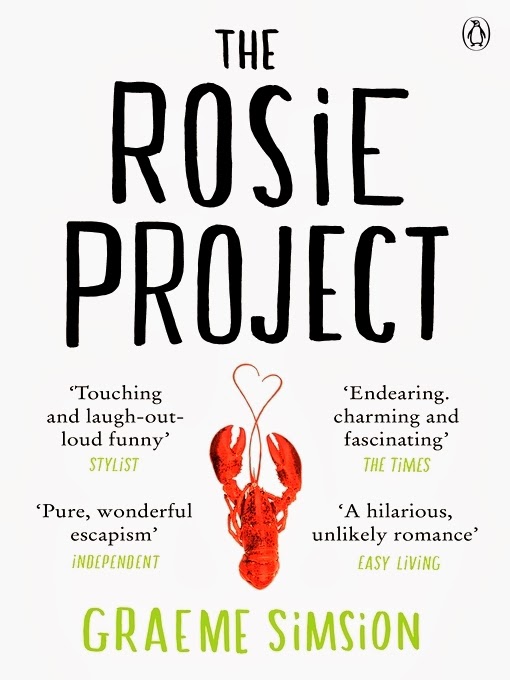 THE
ROSiE
PROJECT
‘Touching
and laugh-out-
loud funny’
STYLiST
‘Endearing.
charming and
fascinating’
THE TiMES
‘Pure, wonderful
escapism’
iNDEPENDENT
‘A hilarious,
unlikely romance’
EASY LiViNG
GRAEME SiMSiON